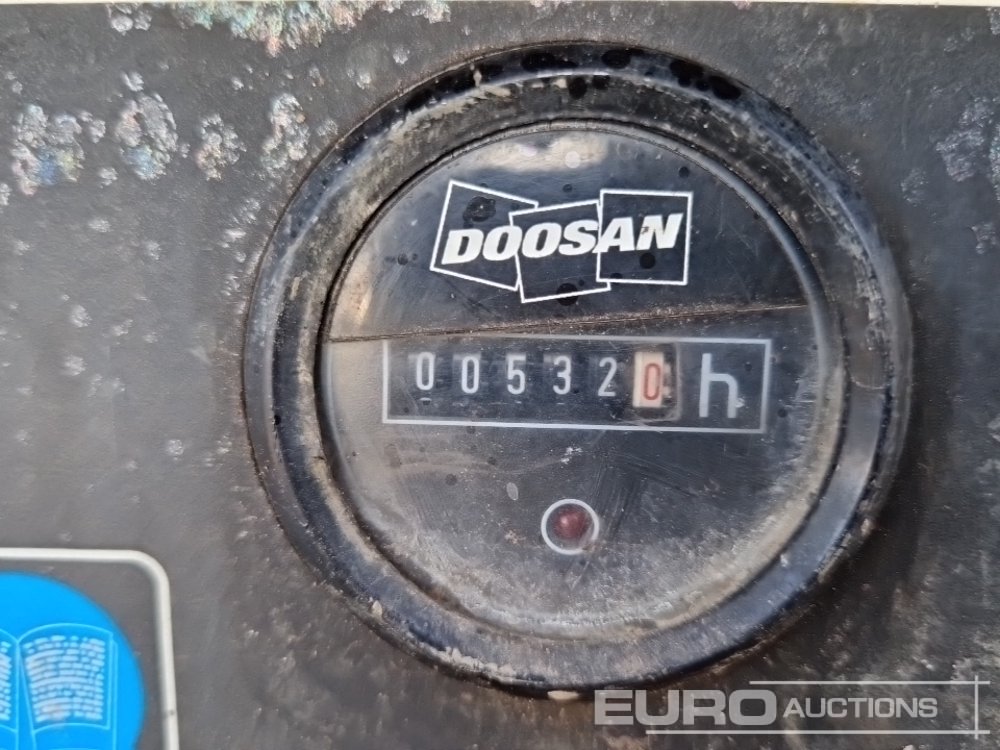 DOOSAN
005320 h
EURO AUCTIONS